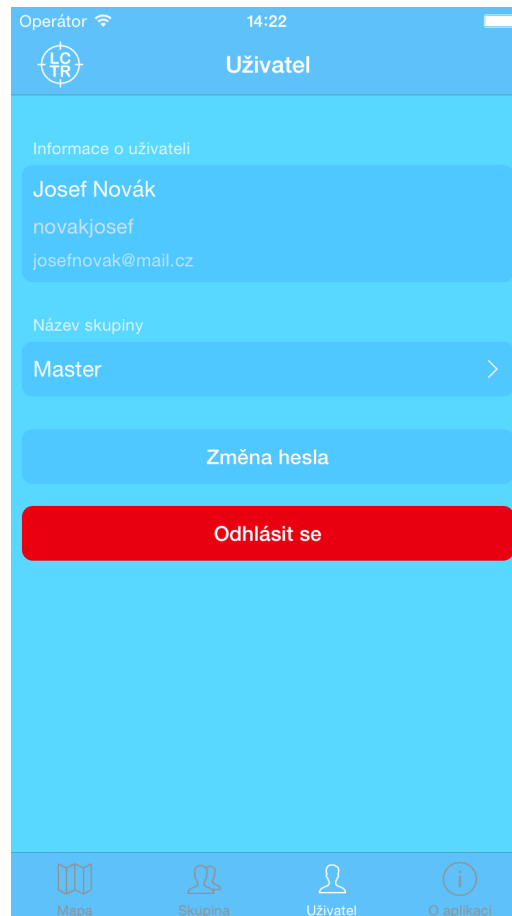 Operátor 14:22
LC
TR
Uživatel
Informace o uživateli
Josef Novák
novakjosef
josefnovak@mail.cz
Název skupiny
Master
Změna hesla
Odhlásit se
Mapa Skupina Uživatel O aplikaci